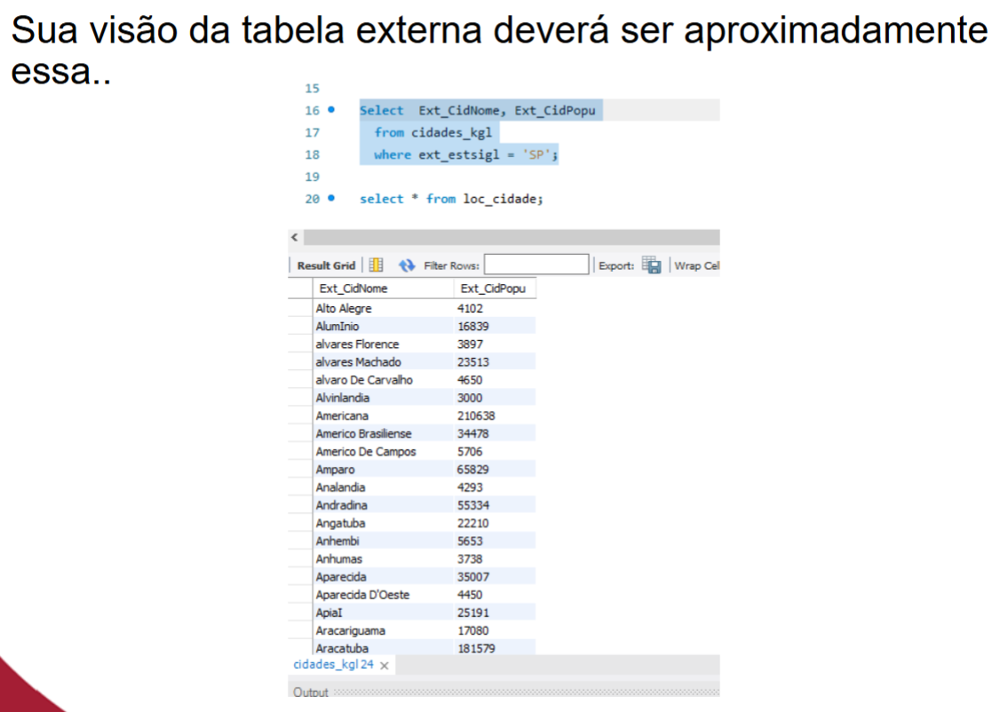 Sua visão da tabela externa deverá ser aproximadamente
essa..
15
16 Select Ext_CidNome, Ext_CidPopu
17 from cidades_kgl
18 where ext_estsigl = 'SP';
19
20 select * from loc_cidade;
Result Grid Filter Rows: Export: Wrap Cel
Ext_CidNome Ext_CidPopu
Alto Alegre 4102
AlumInio 16839
alvares Florence 3897
alvares Machado 23513
alvaro De Carvalho 4650
Alvinlandia 3000
Americana 210638
Americo Brasiliense 34478
Americo De Campos 5706
Amparo 65829
Analandia 4293
Andradina 55334
Angatuba 22210
Anhembi 5653
Anhumas 3738
Aparecida 35007
Aparecida D'Oeste 4450
ApiaI 25191
Aracariguama 17080
Aracatuba 181579
cidades_kgl 24
Output